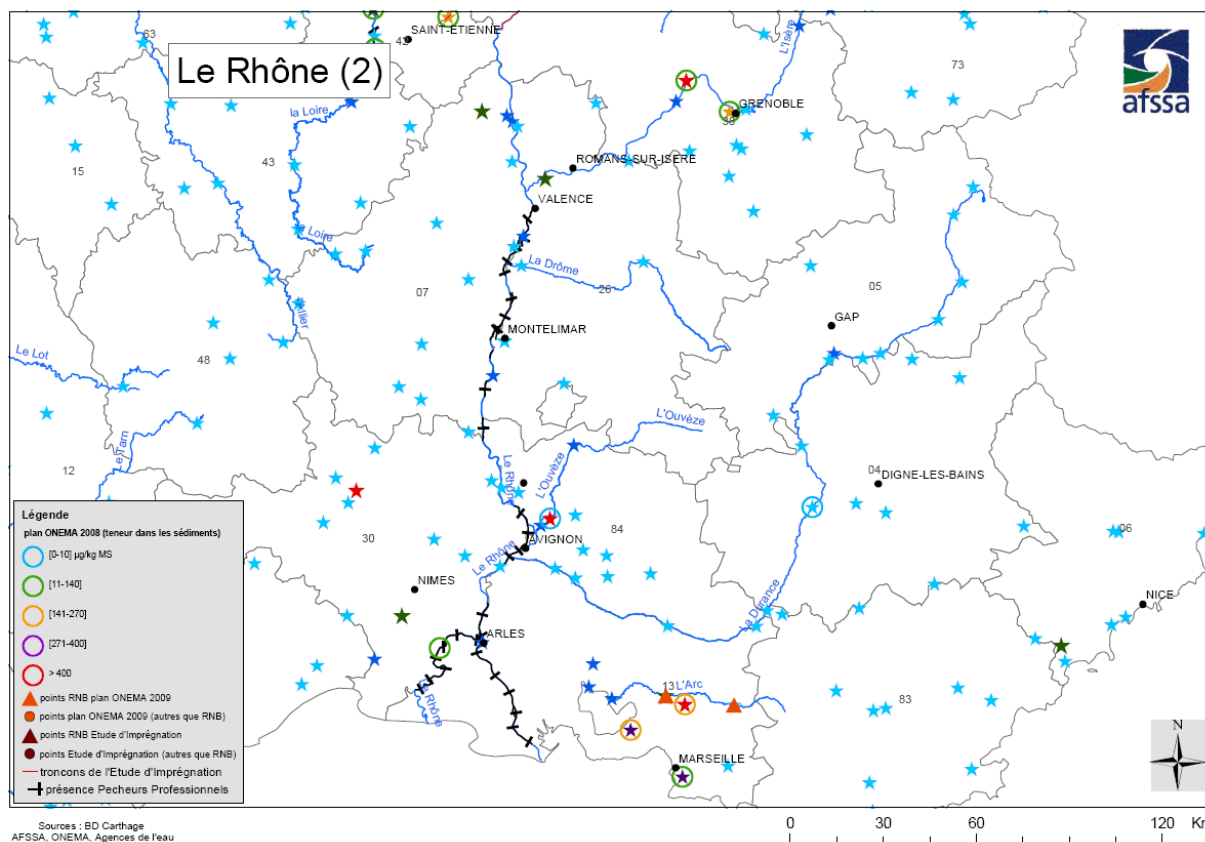 63
SAINT-ETIENNE
42
Le Rhône (2)
L'Isère
73
afssa
la Loire
GRENOBLE
38
43
15
ROMANS-SUR-ISERE
VALENCE
la Loire
La Drôme
26
07
05
L'Allier
GAP
MONTELIMAR
Le Lot
48
L'Ouvèze
Le Tarn
12
Le Rhône
L'Ouvèze
04
DIGNE-LES-BAINS
84
06
30
AVIGNON
Le Rhône
NIMES
La Durance
NICE
ARLES
Le Rhône
13
L'Arc
83
MARSEILLE
N
Légende
plan ONEMA 2008 (teneur dans les sédiments)
[0-10] µg/kg MS
[11-140]
[141-270]
[271-400]
> 400
points RNB plan ONEMA 2009
points plan ONEMA 2009 (autres que RNB)
points RNB Etude d'Imprégnation
points Etude d'Imprégnation (autres que RNB)
troncons de l'Etude d'Imprégnation
présence Pecheurs Professionnels
Sources : BD Carthage
AFSSA, ONEMA, Agences de l'eau
0 30 60 120 Km